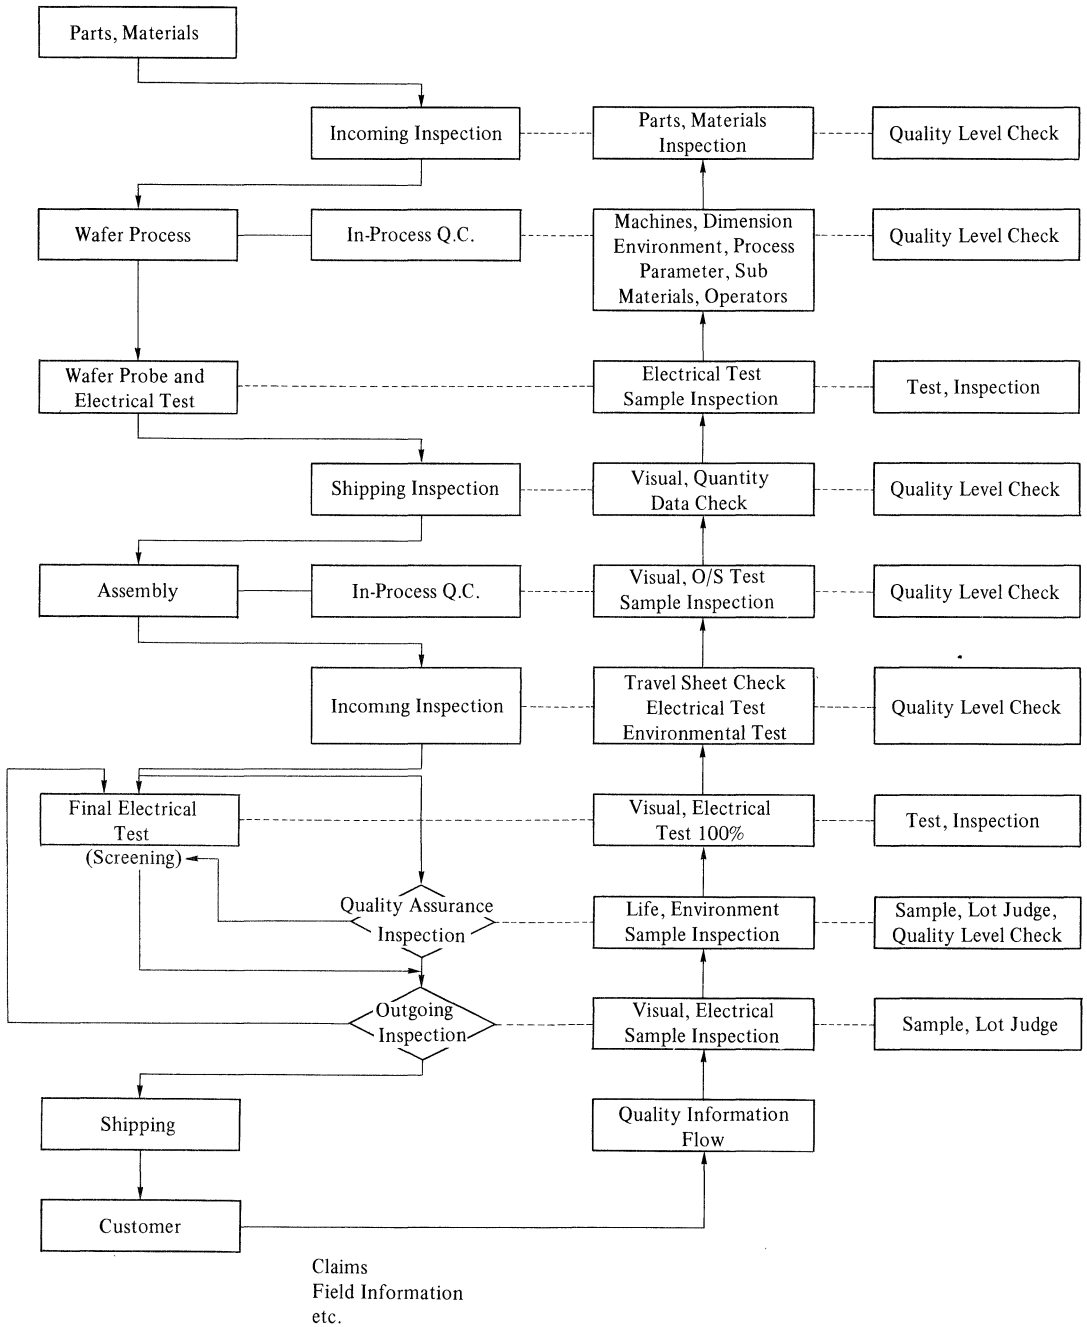 Parts, Materials
Incoming Inspection
Parts, Materials
Inspection
Quality Level Check
Wafer Process
In-Process Q.C.
Machines, Dimension
Environment, Process
Parameter, Sub
Materials, Operators
Quality Level Check
Wafer Probe and
Electrical Test
Electrical Test
Sample Inspection
Test, Inspection
Shipping Inspection
Visual, Quantity
Data Check
Quality Level Check
Assembly
In-Process Q.C.
Visual, O/S Test
Sample Inspection
Quality Level Check
Incoming Inspection
Travel Sheet Check
Electrical Test
Environmental Test
Quality Level Check
Final Electrical
Test
(Screening)
Visual, Electrical
Test 100%
Test, Inspection
Quality Assurance
Inspection
Life, Environment
Sample Inspection
Sample, Lot Judge,
Quality Level Check
Outgoing
Inspection
Visual, Electrical
Sample Inspection
Sample, Lot Judge
Shipping
Quality Information
Flow
Customer
Claims
Field Information
etc.